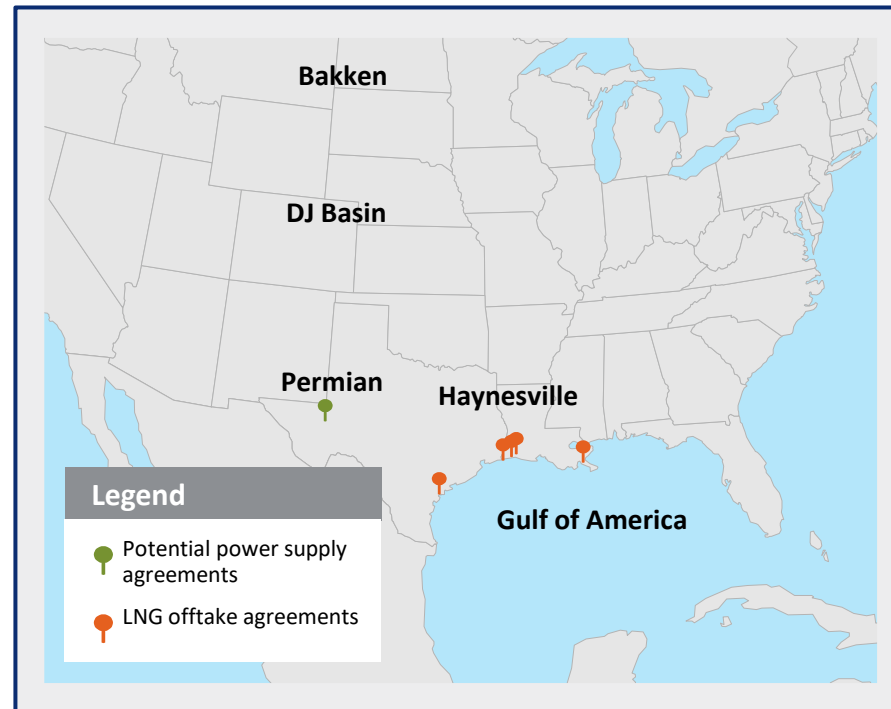 Bakken
DJ Basin
Permian
Haynesville
Gulf of America
Legend
Potential power supply
agreements
LNG offtake agreements